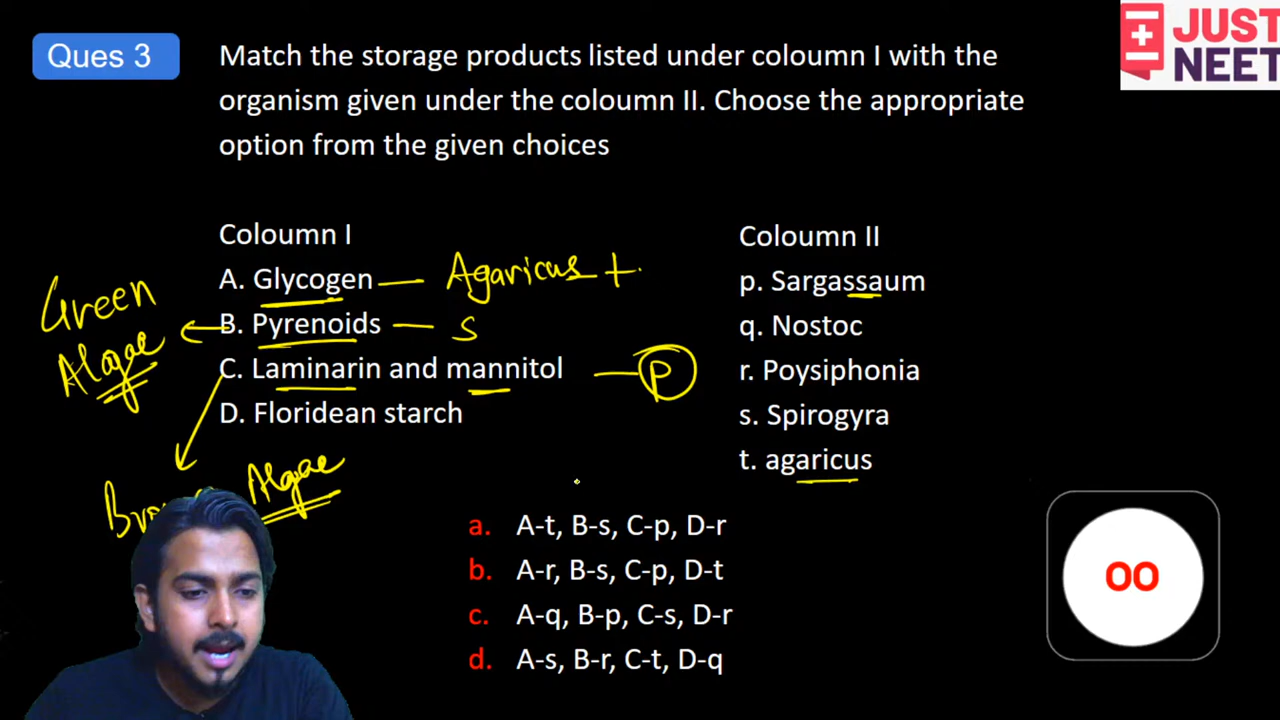 Ques 3
Match the storage products listed under coloumn I with the
organism given under the coloumn II. Choose the appropriate
option from the given choices
JUST
NEET
Coloumn I
A. Glycogen — Agaricus +
B. Pyrenoids — s
C. Laminarin and mannitol — P
D. Floridean starch
Green
Algae
Algae
Coloumn II
p. Sargassaum
q. Nostoc
r. Poysiphonia
s. Spirogyra
t. agaricus
a. A-t, B-s, C-p, D-r
b. A-r, B-s, C-p, D-t
c. A-q, B-p, C-s, D-r
d. A-s, B-r, C-t, D-q
00